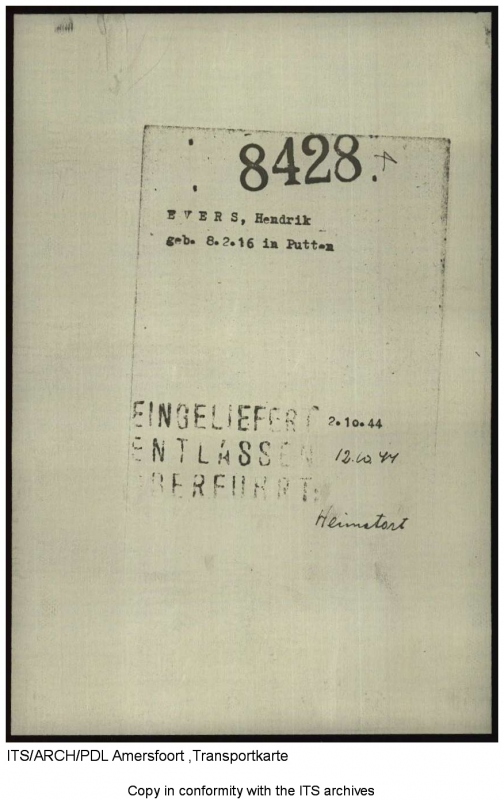 8428.
E V E R S, Hendrik
geb. 8.2.16 in Putten
EINGELIEFERT 2.10.44
ENTLASSEN 12.10.44
ÜBERFÜHRT:
Heimatort
ITS/ARCH/PDL Amersfoort ,Transportkarte
Copy in conformity with the ITS archives